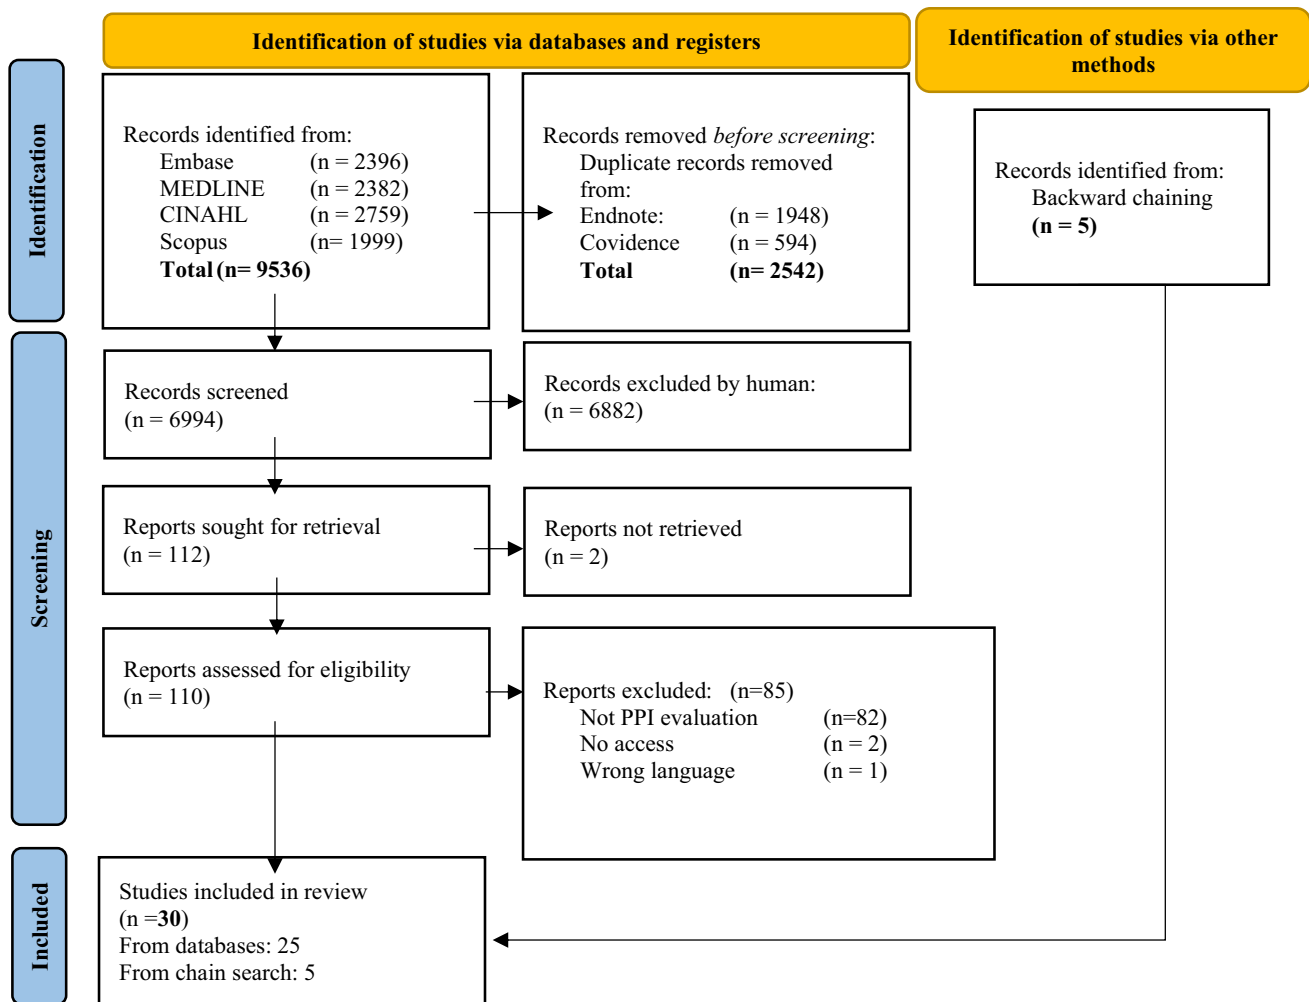 Identification of studies via databases and registers
Identification of studies via other
methods
Identification
Records identified from:
Embase (n = 2396)
MEDLINE (n = 2382)
CINAHL (n = 2759)
Scopus (n= 1999)
Total (n= 9536)
Records removed before screening:
Duplicate records removed
from:
Endnote: (n = 1948)
Covidence (n = 594)
Total (n= 2542)
Records identified from:
Backward chaining
(n = 5)
Screening
Records screened
(n = 6994)
Records excluded by human:
(n = 6882)
Reports sought for retrieval
(n = 112)
Reports not retrieved
(n = 2)
Reports assessed for eligibility
(n = 110)
Reports excluded: (n=85)
Not PPI evaluation (n=82)
No access (n = 2)
Wrong language (n = 1)
Included
Studies included in review
(n =30)
From databases: 25
From chain search: 5